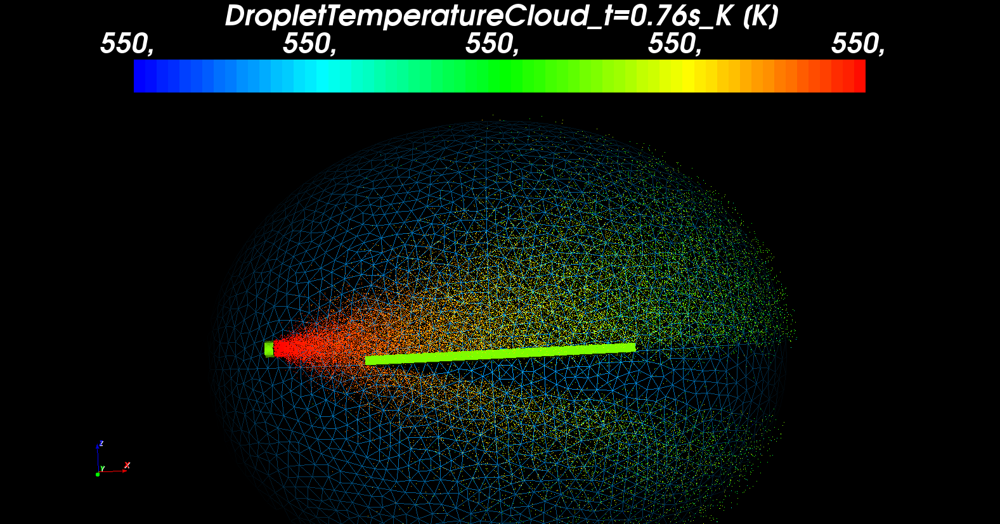 DropletTemperatureCloud_t=0.76s_K (K)
550, 550, 550, 550, 550,
Z
Y X